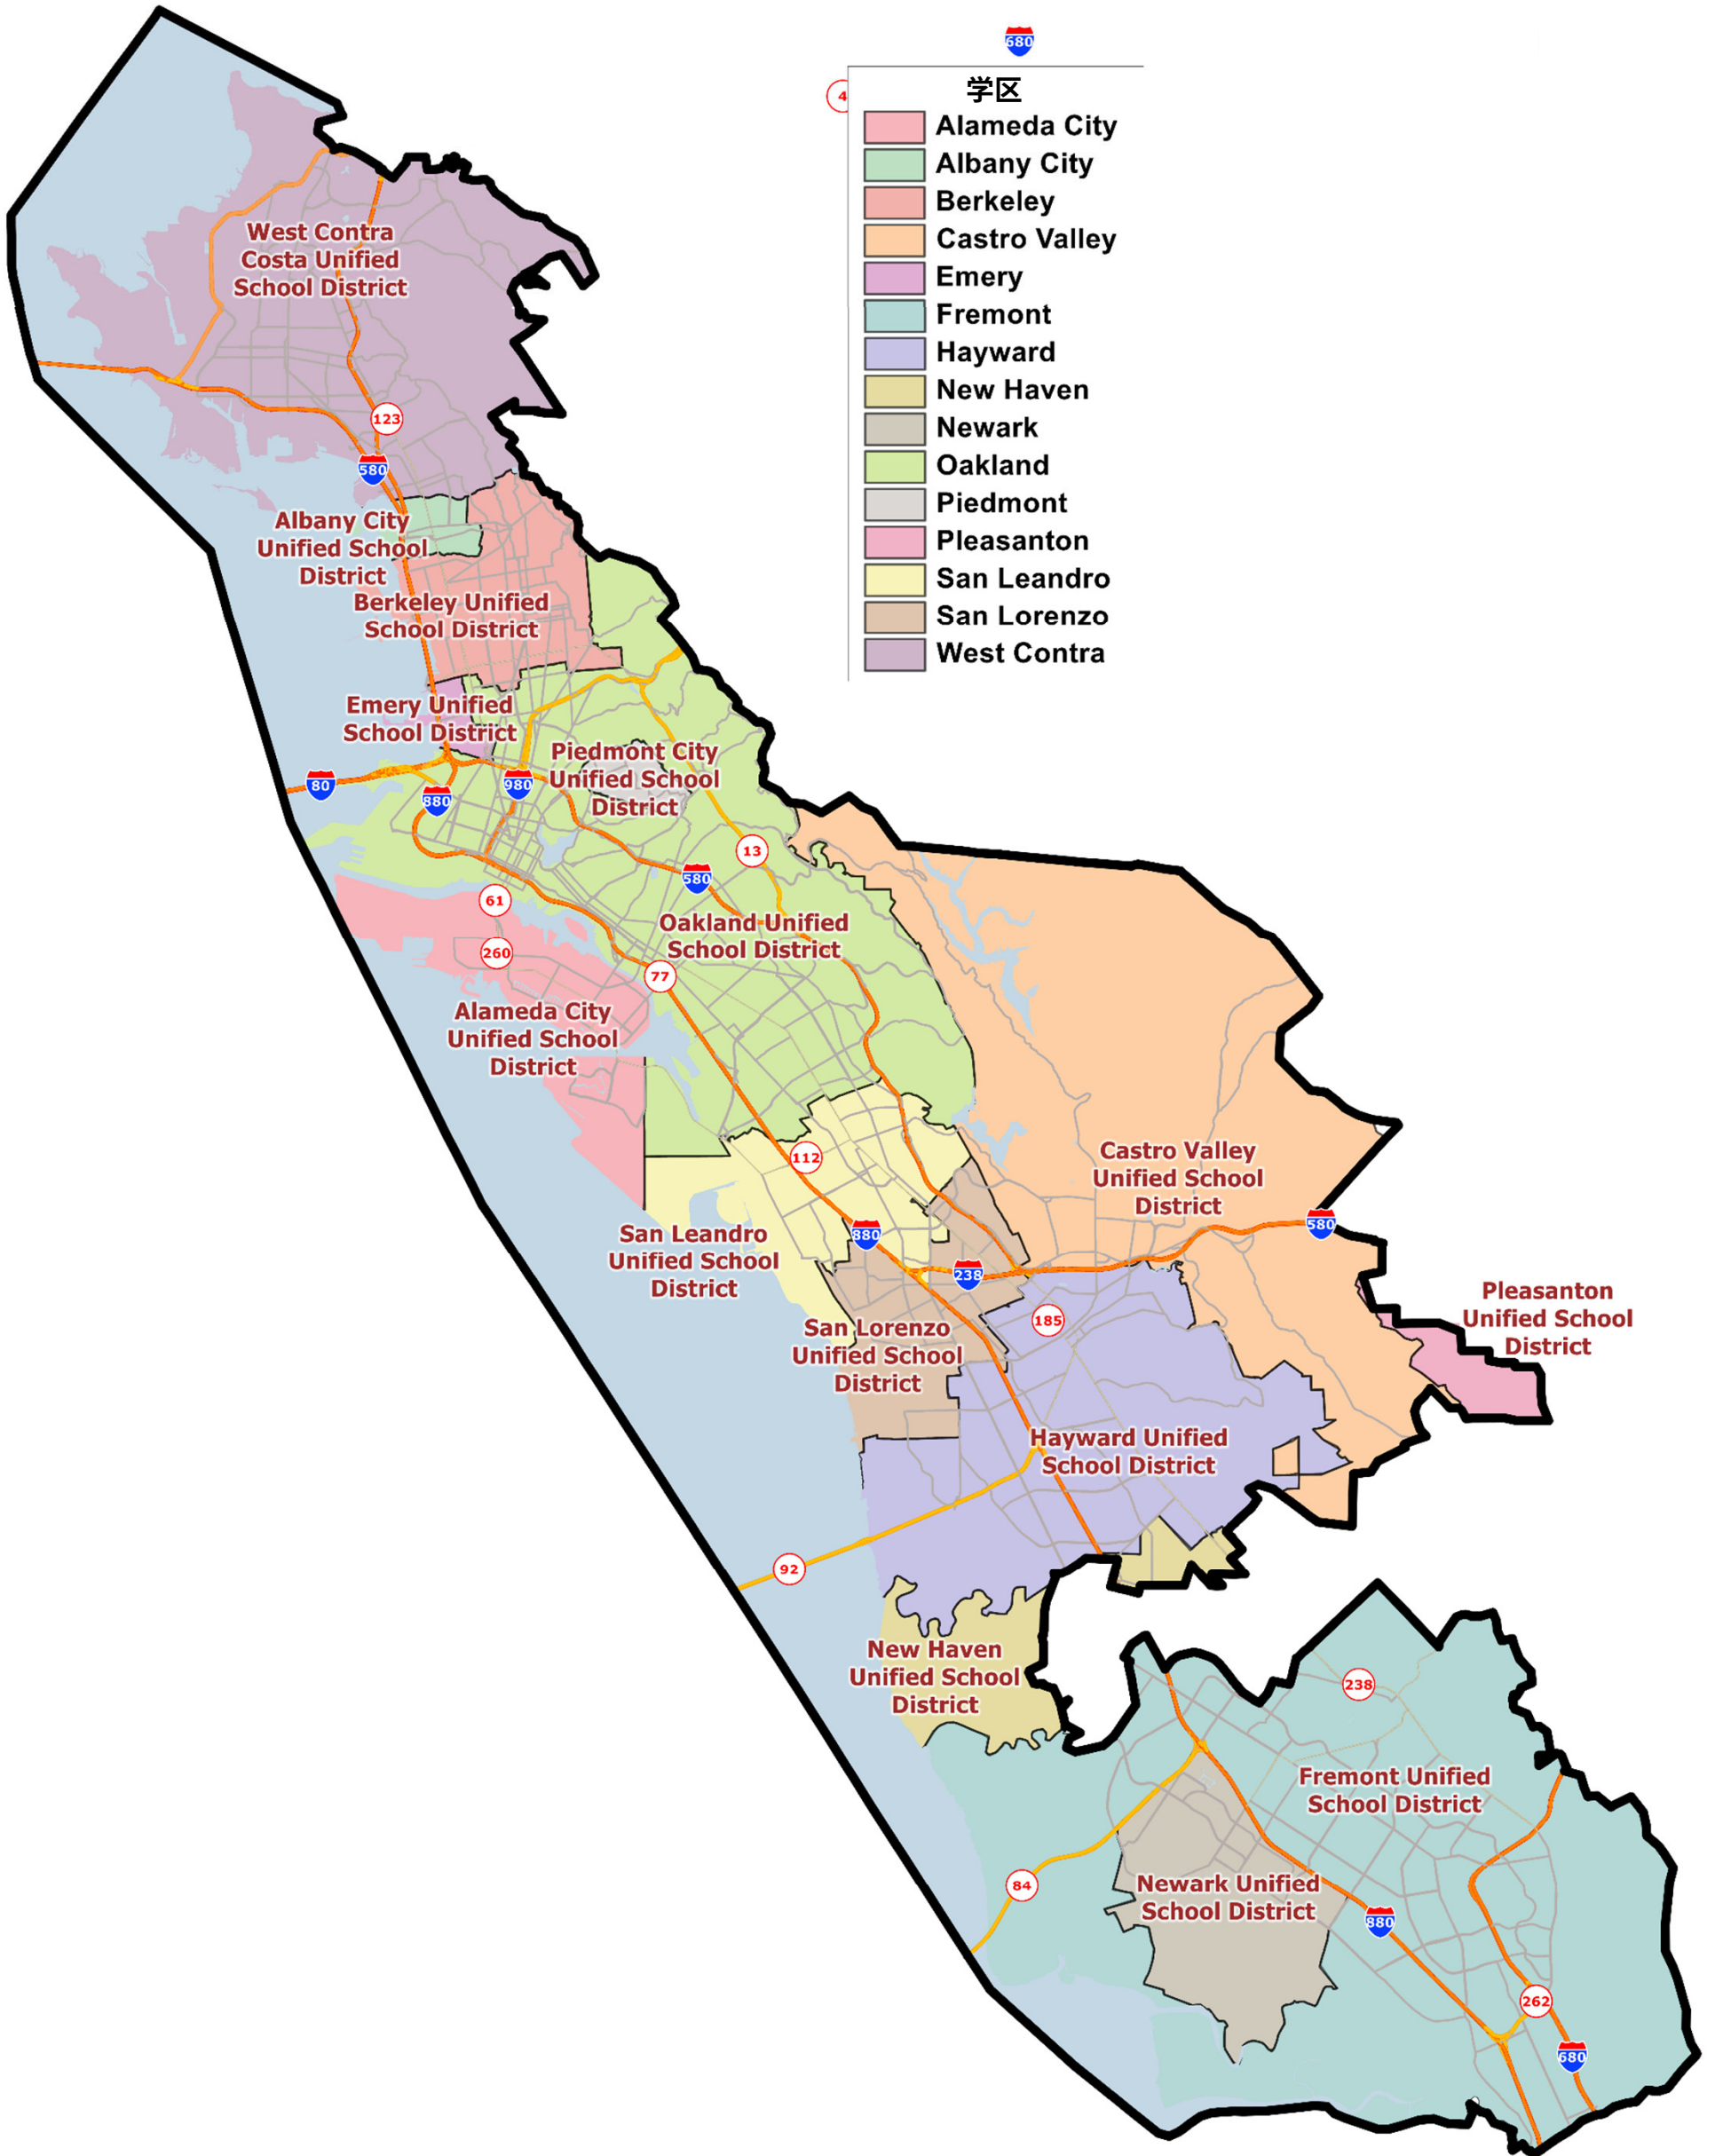 680
4
学区
Alameda City
Albany City
Berkeley
Castro Valley
Emery
Fremont
Hayward
New Haven
Newark
Oakland
Piedmont
Pleasanton
San Leandro
San Lorenzo
West Contra
West Contra
Costa Unified
School District
123
580
Albany City
Unified School
District
Berkeley Unified
School District
Emery Unified
School District
Piedmont City
Unified School
District
80
880
980
13
580
61
Oakland Unified
School District
260
77
Alameda City
Unified School
District
112
Castro Valley
Unified School
District
San Leandro
Unified School
District
880
580
238
185
Pleasanton
Unified School
District
San Lorenzo
Unified School
District
Hayward Unified
School District
92
New Haven
Unified School
District
238
Fremont Unified
School District
84
Newark Unified
School District
880
262
680